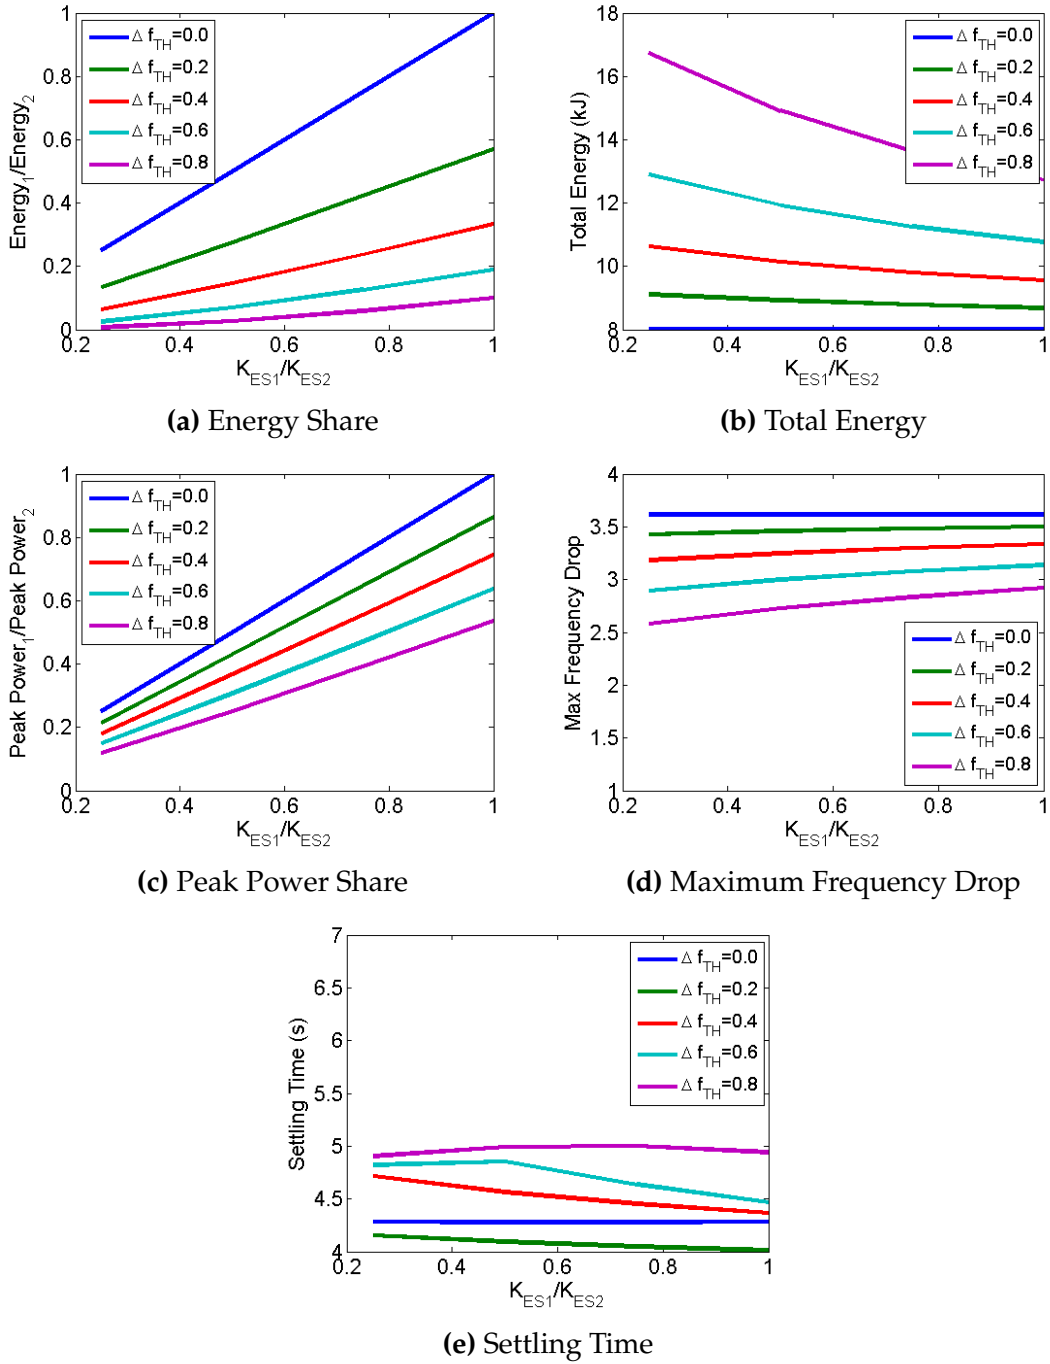 1
0.8
0.6
0.4
0.2
0
0.2 0.4 0.6 0.8 1
Energy1/Energy2
KES1/KES2
Δ fTH=0.0
Δ fTH=0.2
Δ fTH=0.4
Δ fTH=0.6
Δ fTH=0.8
(a) Energy Share
18
16
14
12
10
8
0.2 0.4 0.6 0.8 1
Total Energy (kJ)
KES1/KES2
Δ fTH=0.0
Δ fTH=0.2
Δ fTH=0.4
Δ fTH=0.6
Δ fTH=0.8
(b) Total Energy
1
0.8
0.6
0.4
0.2
0
0.2 0.4 0.6 0.8 1
Peak Power1/Peak Power2
KES1/KES2
Δ fTH=0.0
Δ fTH=0.2
Δ fTH=0.4
Δ fTH=0.6
Δ fTH=0.8
(c) Peak Power Share
4
3.5
3
2.5
2
1.5
1
0.2 0.4 0.6 0.8 1
Max Frequency Drop
KES1/KES2
Δ fTH=0.0
Δ fTH=0.2
Δ fTH=0.4
Δ fTH=0.6
Δ fTH=0.8
(d) Maximum Frequency Drop
7
6.5
6
5.5
5
4.5
4
0.2 0.4 0.6 0.8 1
Settling Time (s)
KES1/KES2
Δ fTH=0.0
Δ fTH=0.2
Δ fTH=0.4
Δ fTH=0.6
Δ fTH=0.8
(e) Settling Time